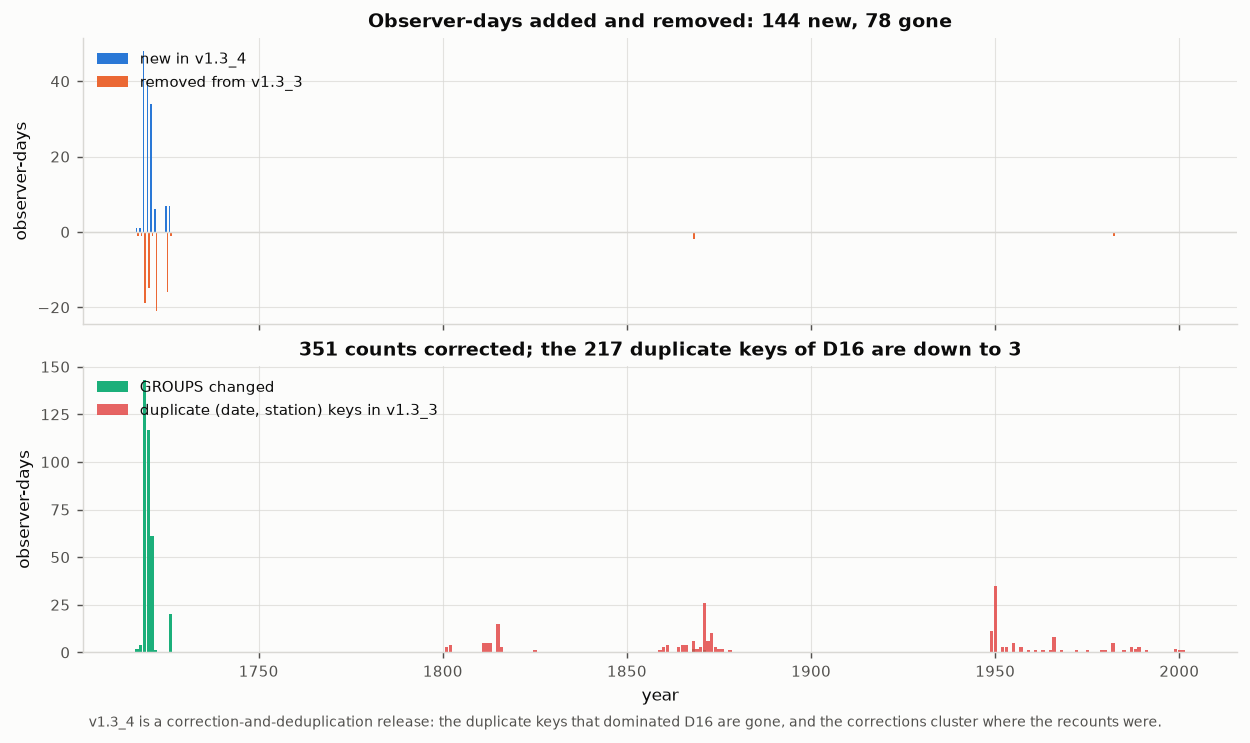 Observer-days added and removed: 144 new, 78 gone
new in v1.3_4
removed from v1.3_3
observer-days
40
20
0
−20
351 counts corrected; the 217 duplicate keys of D16 are down to 3
GROUPS changed
duplicate (date, station) keys in v1.3_3
observer-days
150
125
100
75
50
25
0
1750
1800
1850
1900
1950
2000
year
v1.3_4 is a correction-and-deduplication release: the duplicate keys that dominated D16 are gone, and the corrections cluster where the recounts were.